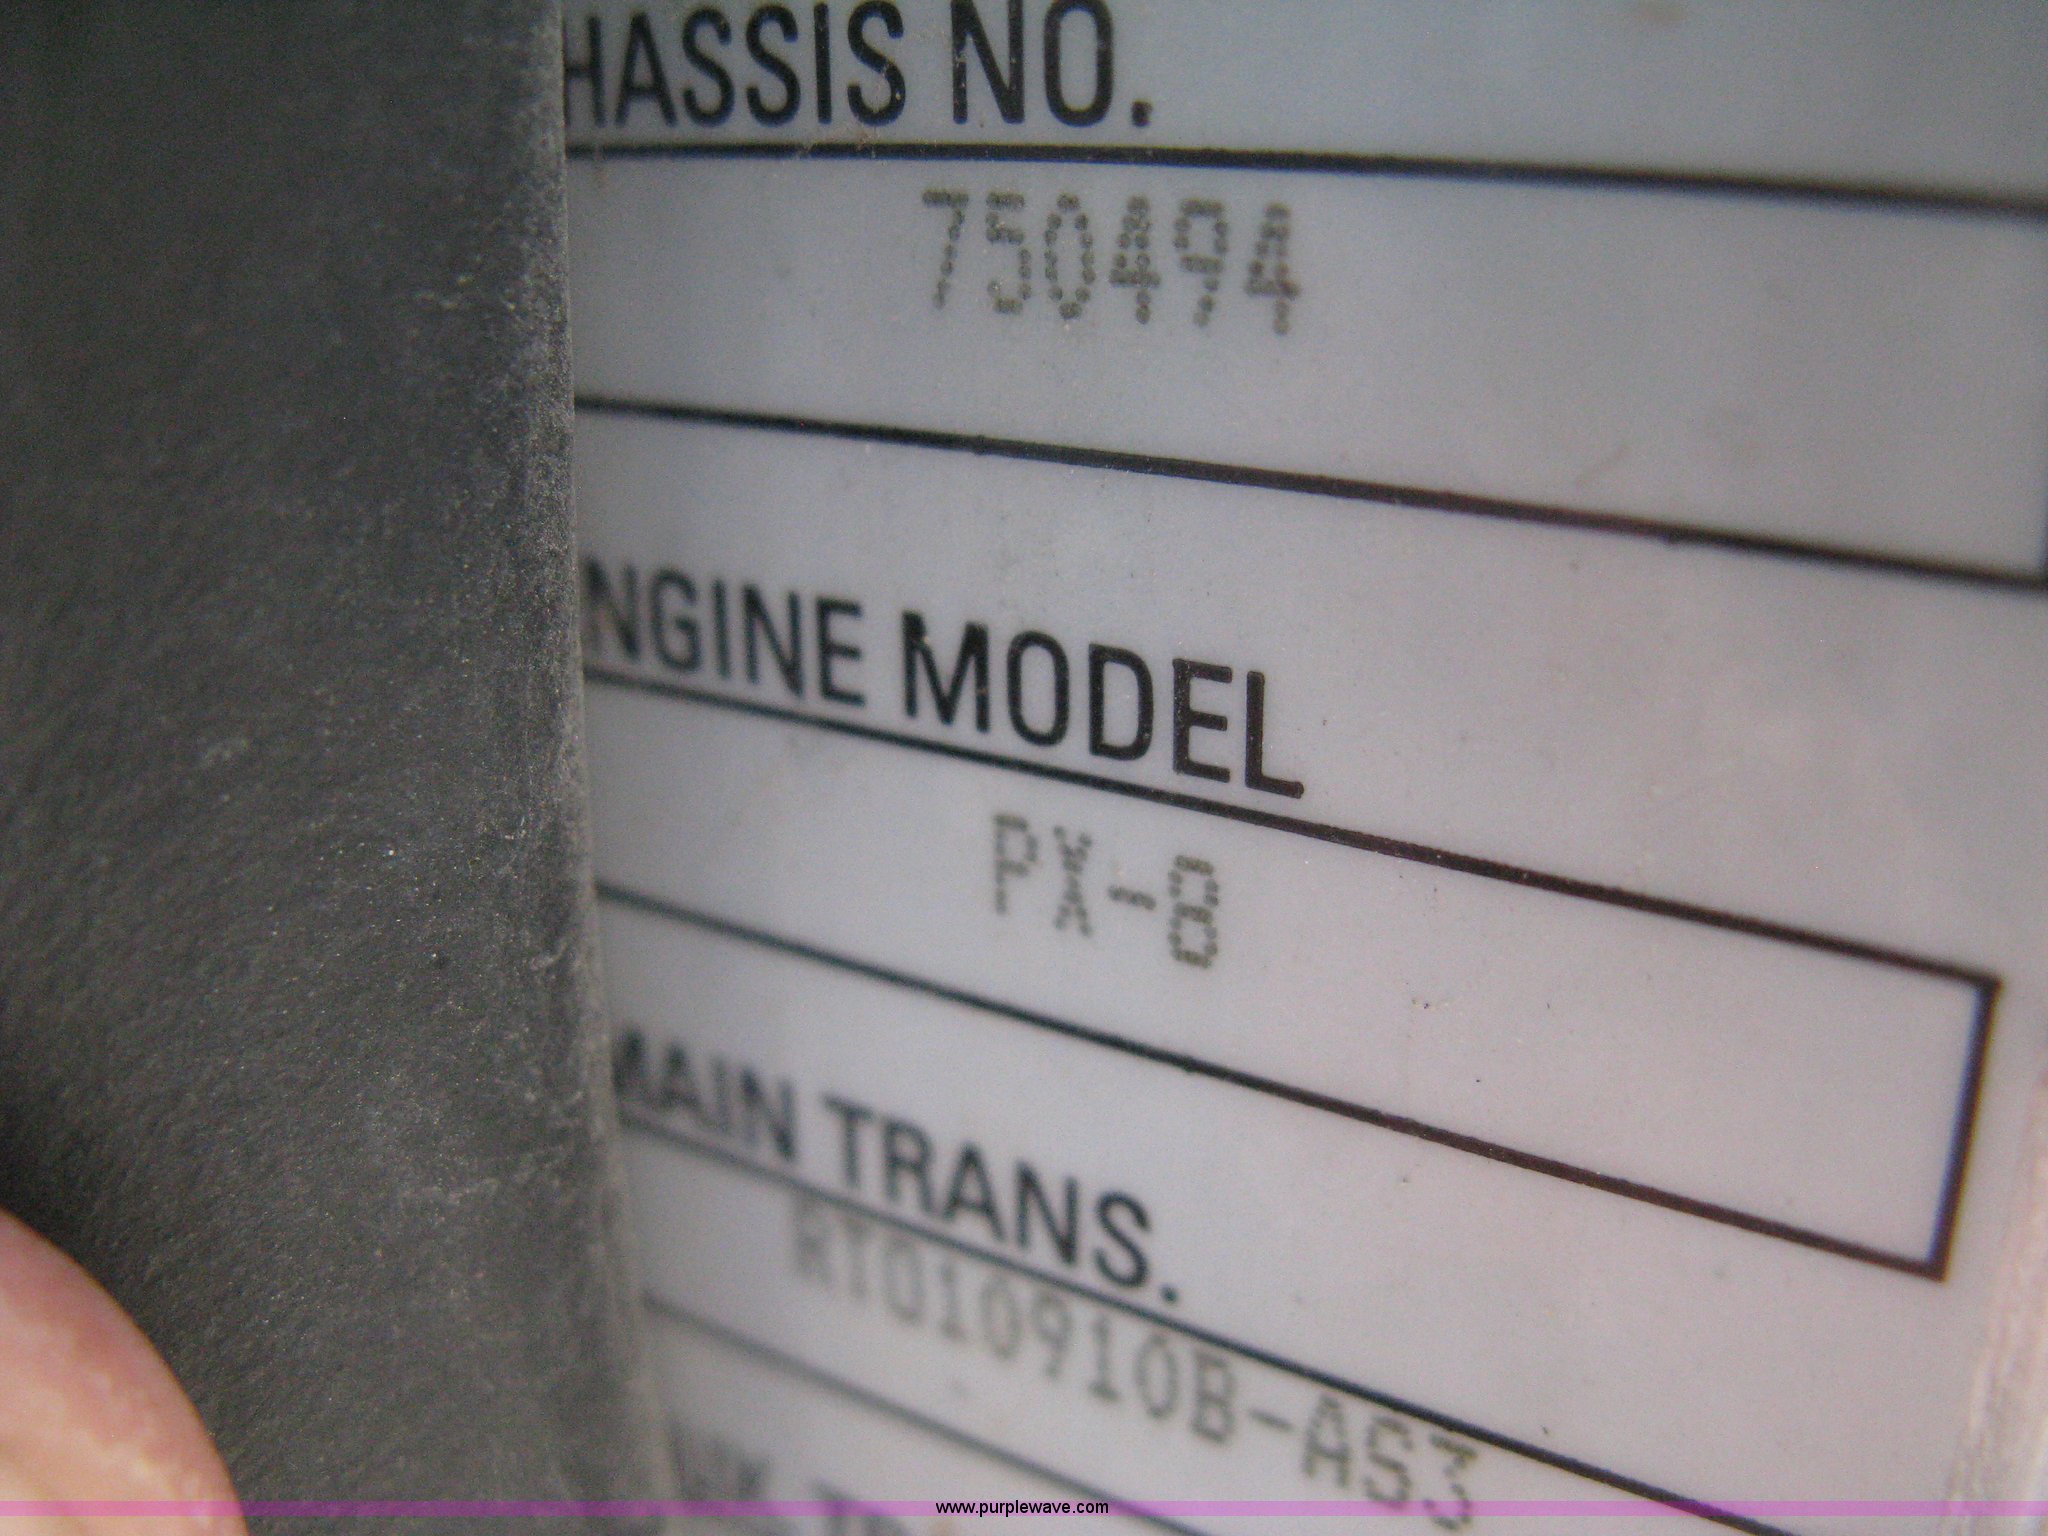 HASSIS NO.
750494
NGINE MODEL
PX-8
MAIN TRANS.
RTO10910B-AS3
www.purplewave.com